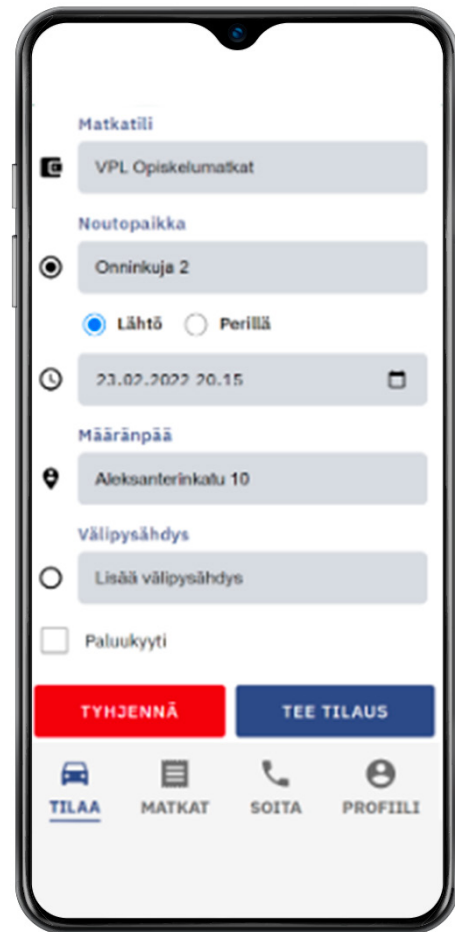 Matkatili
VPL Opiskelumatkat
Noutopaikka
Onninkuja 2
Lähtö Perillä
23.02.2022 20.15
Määränpää
Aleksanterinkatu 10
Välipysähdys
Lisää välipysähdys
Paluukyyti
TYHJENNÄ TEE TILAUS
TILAA MATKAT SOITA PROFIILI